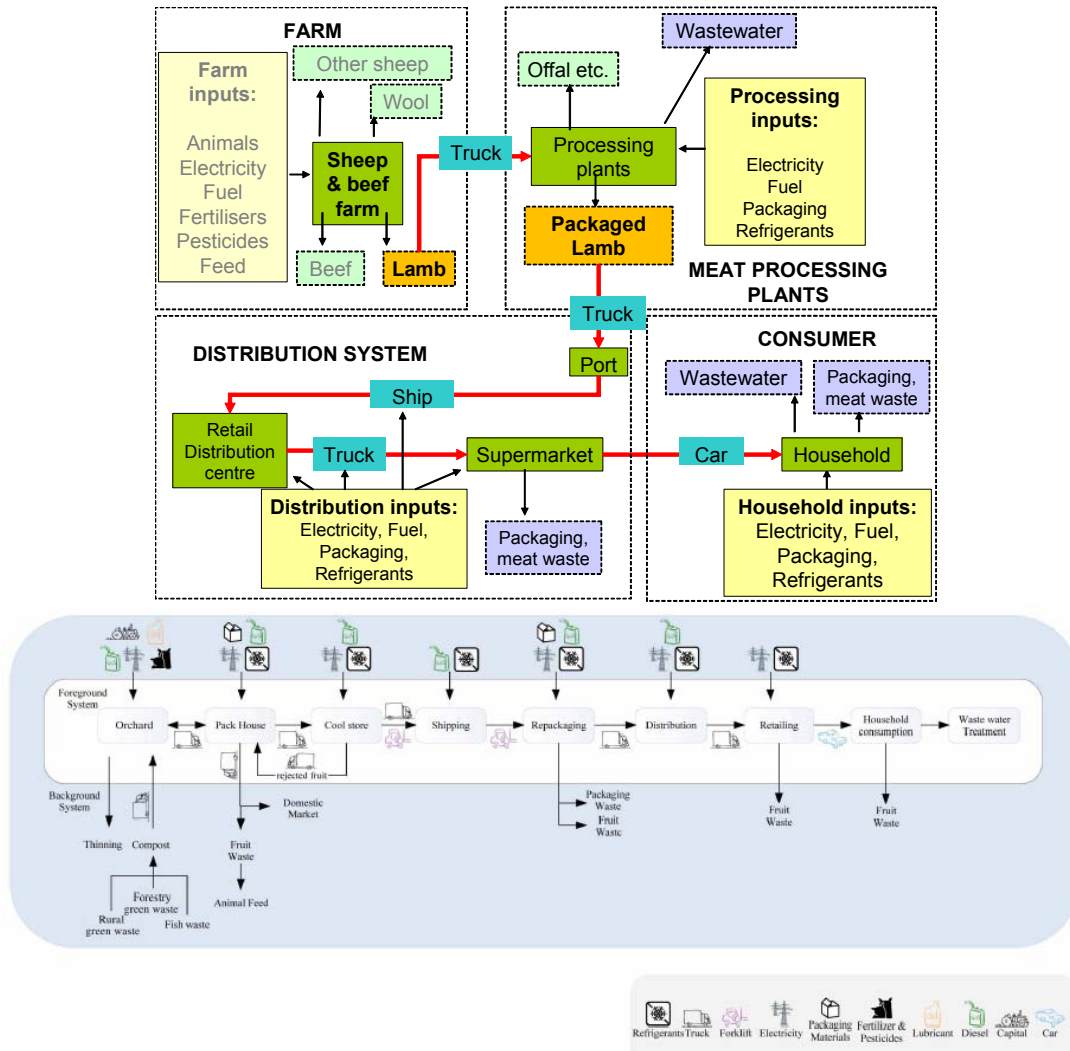 FARM
Farm
inputs:
Animals
Electricity
Fuel
Fertilisers
Pesticides
Feed
Other sheep
Wool
Sheep
& beef
farm
Beef
Lamb
Truck
Wastewater
Offal etc.
Processing
plants
Processing
inputs:
Electricity
Fuel
Packaging
Refrigerants
Packaged
Lamb
MEAT PROCESSING
PLANTS
Truck
DISTRIBUTION SYSTEM
Port
Ship
Retail
Distribution
centre
Truck
Supermarket
Distribution inputs:
Electricity, Fuel,
Packaging,
Refrigerants
Packaging,
meat waste
CONSUMER
Wastewater
Packaging,
meat waste
Car
Household
Household inputs:
Electricity, Fuel,
Packaging,
Refrigerants
Foreground
System
Orchard
Pack House
Cool store
Shipping
Repackaging
Distribution
Retailing
Household
consumption
Waste water
Treatment
rejected fruit
Background
System
Thinning
Compost
Domestic
Market
Fruit
Waste
Animal Feed
Packaging
Waste
Fruit
Waste
Fruit
Waste
Fruit
Waste
Forestry
green waste
Rural
green waste
Fish waste
Refrigerants
Truck
Forklift
Electricity
Packaging
Materials
Fertilizer &
Pesticides
Lubricant
Diesel
Capital
Car